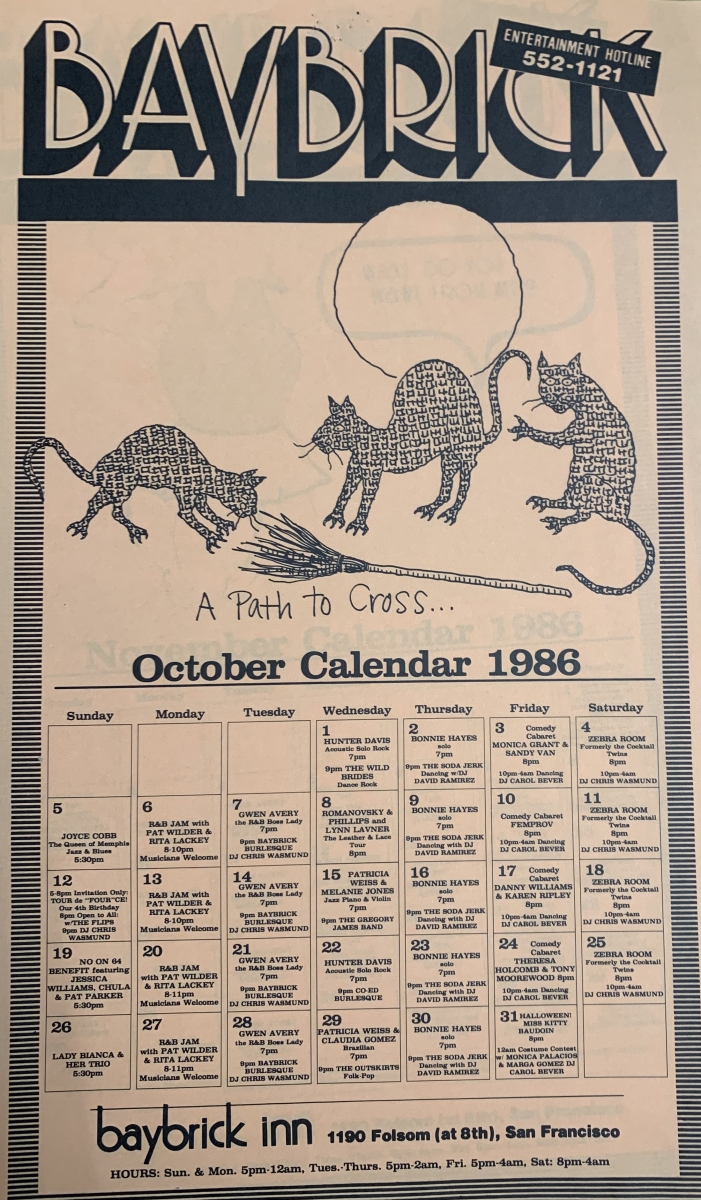 BAYBRICK
ENTERTAINMENT HOTLINE
552-1121
A Path to Cross...
October Calendar 1986
Sunday Monday Tuesday Wednesday Thursday Friday Saturday
1
HUNTER DAVIS
Acoustic Solo Rock
7pm
9pm THE WILD
BRIDES
Dance Rock
2
BONNIE HAYES
solo
7pm
9pm THE SODA JERK
Dancing w/DJ
DAVID RAMIREZ
3 Comedy
Cabaret
MONICA GRANT &
SANDY VAN
8pm
10pm-4am Dancing
DJ CAROL BEVER
4
ZEBRA ROOM
Formerly the Cocktail
Twins
8pm
10pm-4am
DJ CHRIS WASMUND
5
JOYCE COBB
The Queen of Memphis
Jazz & Blues
5:30pm
6
R&B JAM with
PAT WILDER &
RITA LACKEY
8-10pm
Musicians Welcome
7
GWEN AVERY
the R&B Boss Lady
7pm
9pm BAYBRICK
BURLESQUE
DJ CHRIS WASMUND
8
ROMANOVSKY &
PHILLIPS and
LYNN LAVNER
The Leather & Lace
Tour
8pm
9
BONNIE HAYES
solo
7pm
9pm THE SODA JERK
Dancing with DJ
DAVID RAMIREZ
10
Comedy Cabaret
FEMPROV
8pm
10pm-4am Dancing
DJ CAROL BEVER
11
ZEBRA ROOM
Formerly the Cocktail
Twins
8pm
10pm-4am
DJ CHRIS WASMUND
12
5-8pm Invitation Only:
TOUR de "FOUR"CE!
Our 4th Birthday
8pm Open to All:
w/THE FLIPS
9pm DJ CHRIS
WASMUND
13
R&B JAM with
PAT WILDER &
RITA LACKEY
8-10pm
Musicians Welcome
14
GWEN AVERY
the R&B Boss Lady
7pm
9pm BAYBRICK
BURLESQUE
DJ CHRIS WASMUND
15 PATRICIA
WEISS &
MELANIE JONES
Jazz Piano & Violin
7pm
9pm THE GREGORY
JAMES BAND
16
BONNIE HAYES
solo
7pm
9pm THE SODA JERK
Dancing with DJ
DAVID RAMIREZ
17 Comedy
Cabaret
DANNY WILLIAMS
& KAREN RIPLEY
8pm
10pm-4am Dancing
DJ CAROL BEVER
18
ZEBRA ROOM
Formerly the Cocktail
Twins
8pm
10pm-4am
DJ CHRIS WASMUND
19 NO ON 64
BENEFIT featuring
JESSICA
WILLIAMS, CHULA
& PAT PARKER
5:30pm
20
R&B JAM
with PAT WILDER
& RITA LACKEY
8-11pm
Musicians Welcome
21
GWEN AVERY
the R&B Boss Lady
7pm
9pm BAYBRICK
BURLESQUE
DJ CHRIS WASMUND
22
HUNTER DAVIS
Acoustic Solo Rock
7pm
9pm CO-ED
BURLESQUE
23
BONNIE HAYES
solo
7pm
9pm THE SODA JERK
Dancing with DJ
DAVID RAMIREZ
24 Comedy
Cabaret
THERESA
HOLCOMB & TONY
MOOREWOOD 8pm
10pm-4am Dancing
DJ CAROL BEVER
25
ZEBRA ROOM
Formerly the Cocktail
Twins
8pm
10pm-4am
DJ CHRIS WASMUND
26
LADY BIANCA &
HER TRIO
5:30pm
27
R&B JAM
with PAT WILDER
& RITA LACKEY
8-11pm
Musicians Welcome
28
GWEN AVERY
the R&B Boss Lady
7pm
9pm BAYBRICK
BURLESQUE
DJ CHRIS WASMUND
29
PATRICIA WEISS &
CLAUDIA GOMEZ
Brazilian
7pm
9pm THE OUTSKIRTS
Folk-Pop
30
BONNIE HAYES
solo
7pm
9pm THE SODA JERK
Dancing with DJ
DAVID RAMIREZ
31 HALLOWEEN!
MISS KITTY
BAUDOIN
8pm
12am Costume Contest
w/ MONICA PALACIOS
& MARGA GOMEZ DJ
CAROL BEVER
baybrick inn 1190 Folsom (at 8th), San Francisco
HOURS: Sun. & Mon. 5pm-12am, Tues.-Thurs. 5pm-2am, Fri. 5pm-4am, Sat: 8pm-4am
November Calendar 1986